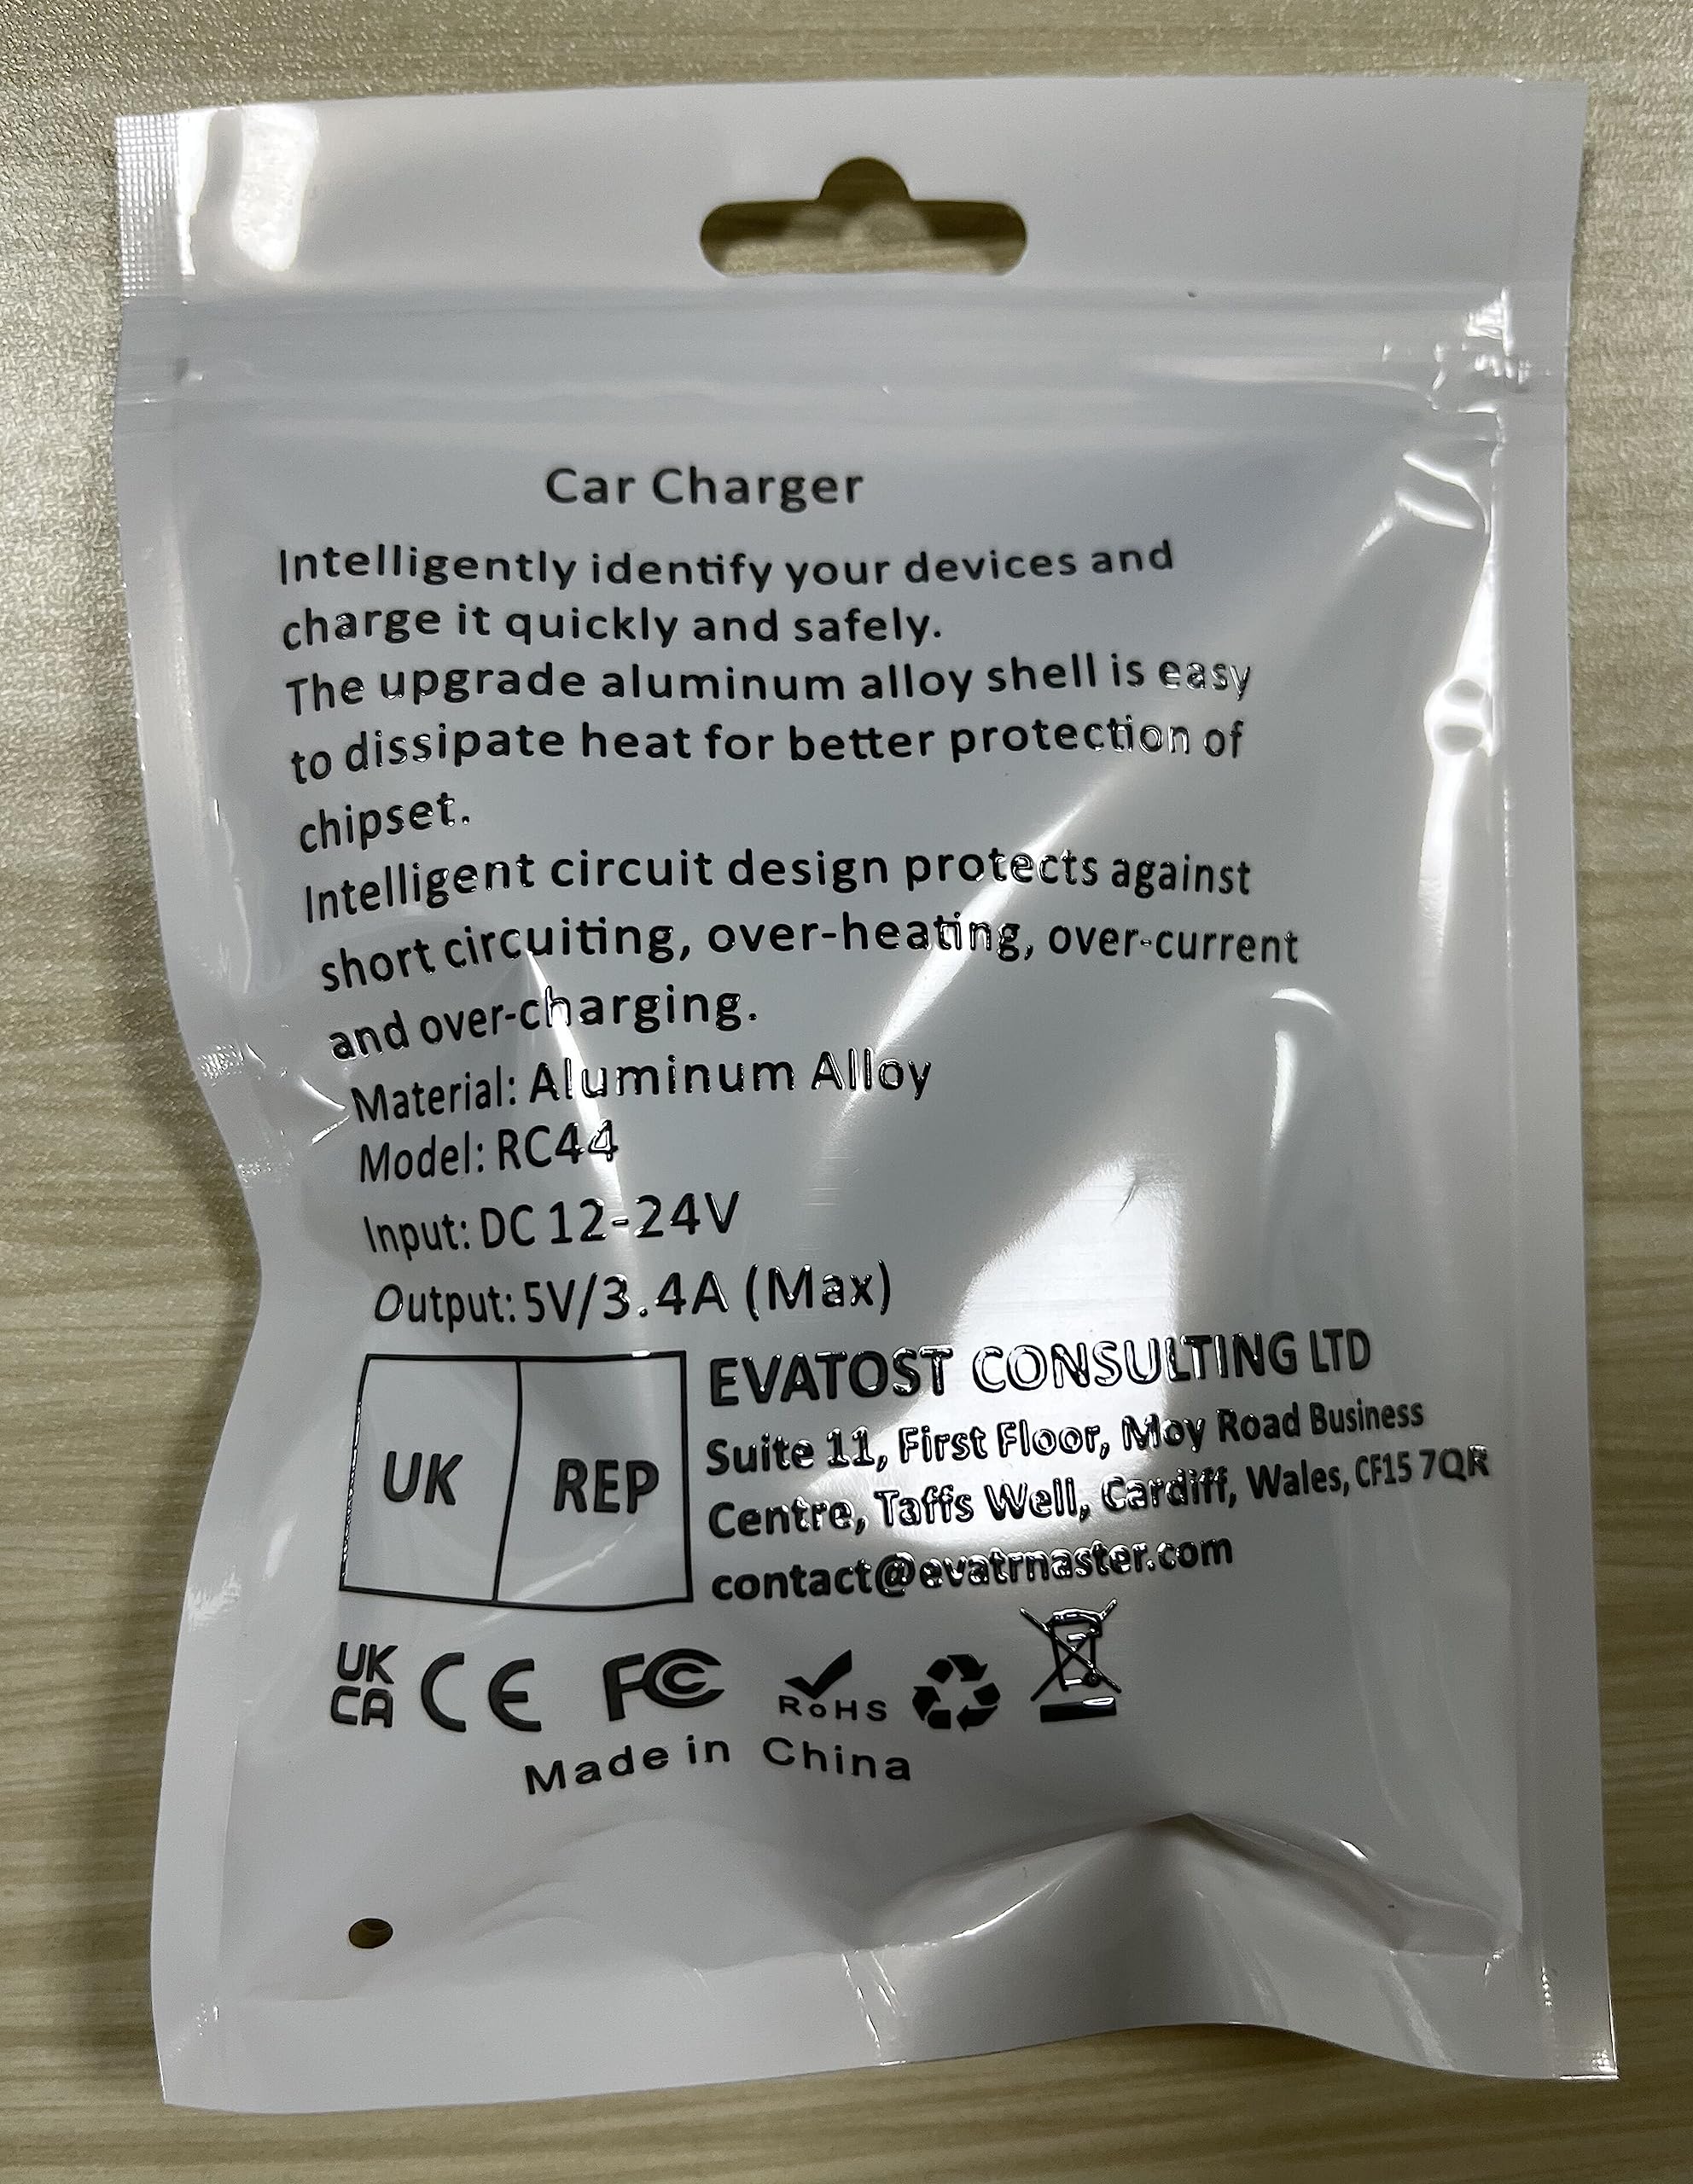 Car Charger
Intelligently identify your devices and
charge it quickly and safely.
The upgrade aluminum alloy shell is easy
to dissipate heat for better protection of
chipset.
Intelligent circuit design protects against
short circuiting, over-heating, over-current
and over-charging.
Material: Aluminum Alloy
Model: RC44
Input: DC 12-24V
Output: 5V/3.4A (Max)
UK REP
EVATOST CONSULTING LTD
Suite 11, First Floor, Moy Road Business
Centre, Taffs Well, Cardiff, Wales, CF15 7QR
contact@evatrnaster.com
UK
CA CE FC RoHS
Made in China